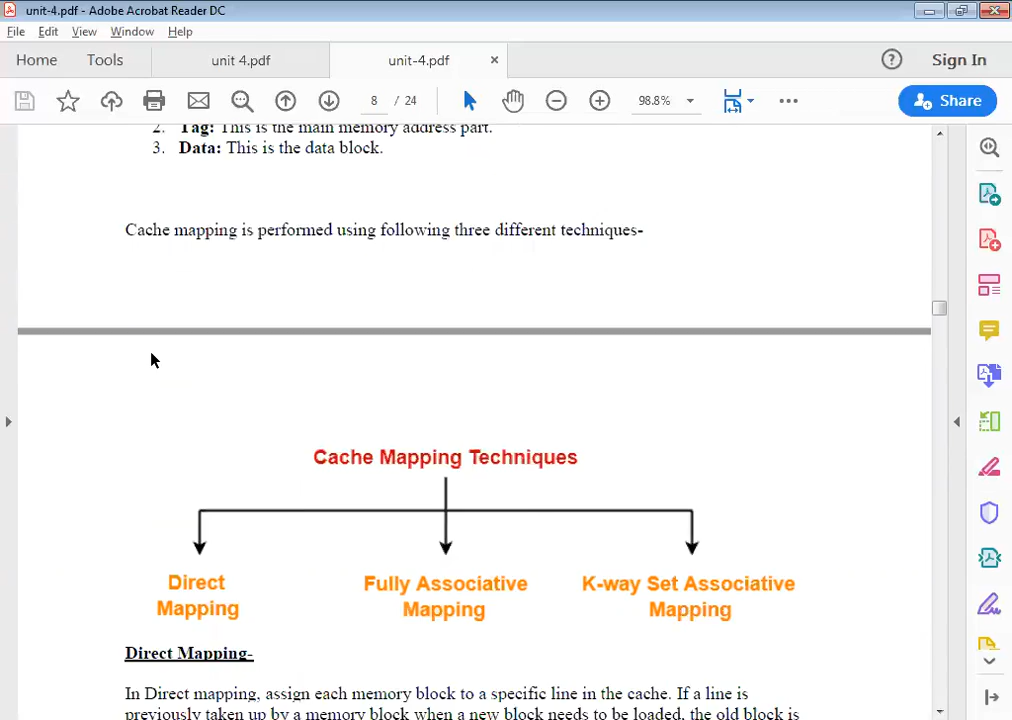 unit-4.pdf - Adobe Acrobat Reader DC
File Edit View Window Help
Home Tools unit 4.pdf unit-4.pdf × Sign In
8 / 24 98.8% Share
2. Tag: This is the main memory address part.
3. Data: This is the data block.
Cache mapping is performed using following three different techniques-
Cache Mapping Techniques
Direct Mapping
Fully Associative Mapping
K-way Set Associative Mapping
Direct Mapping-
In Direct mapping, assign each memory block to a specific line in the cache. If a line is
previously taken up by a memory block when a new block needs to be loaded, the old block is